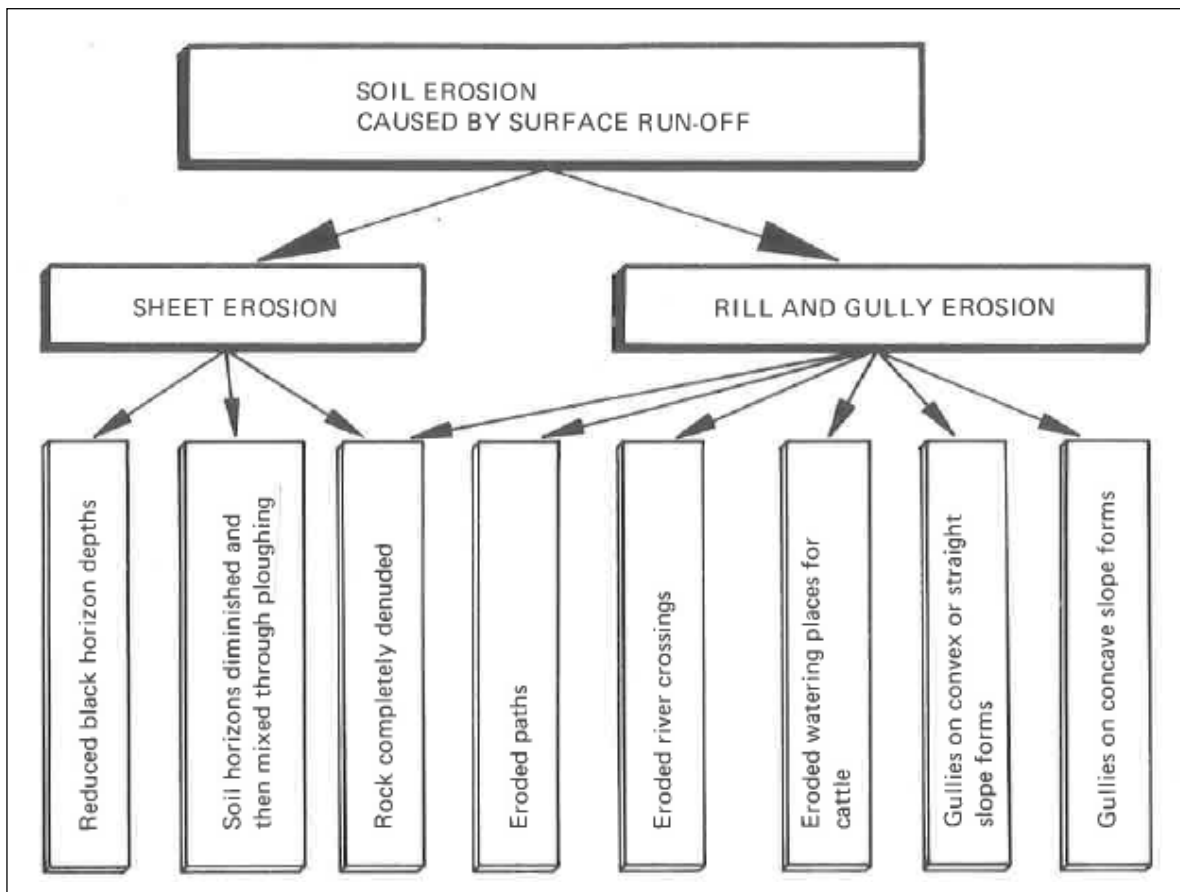 SOIL EROSION
CAUSED BY SURFACE RUN-OFF
SHEET EROSION
RILL AND GULLY EROSION
Reduced black horizon depths
Soil horizons diminished and
then mixed through ploughing
Rock completely denuded
Eroded paths
Eroded river crossings
Eroded watering places for
cattle
Gullies on convex or straight
slope forms
Gullies on concave slope forms